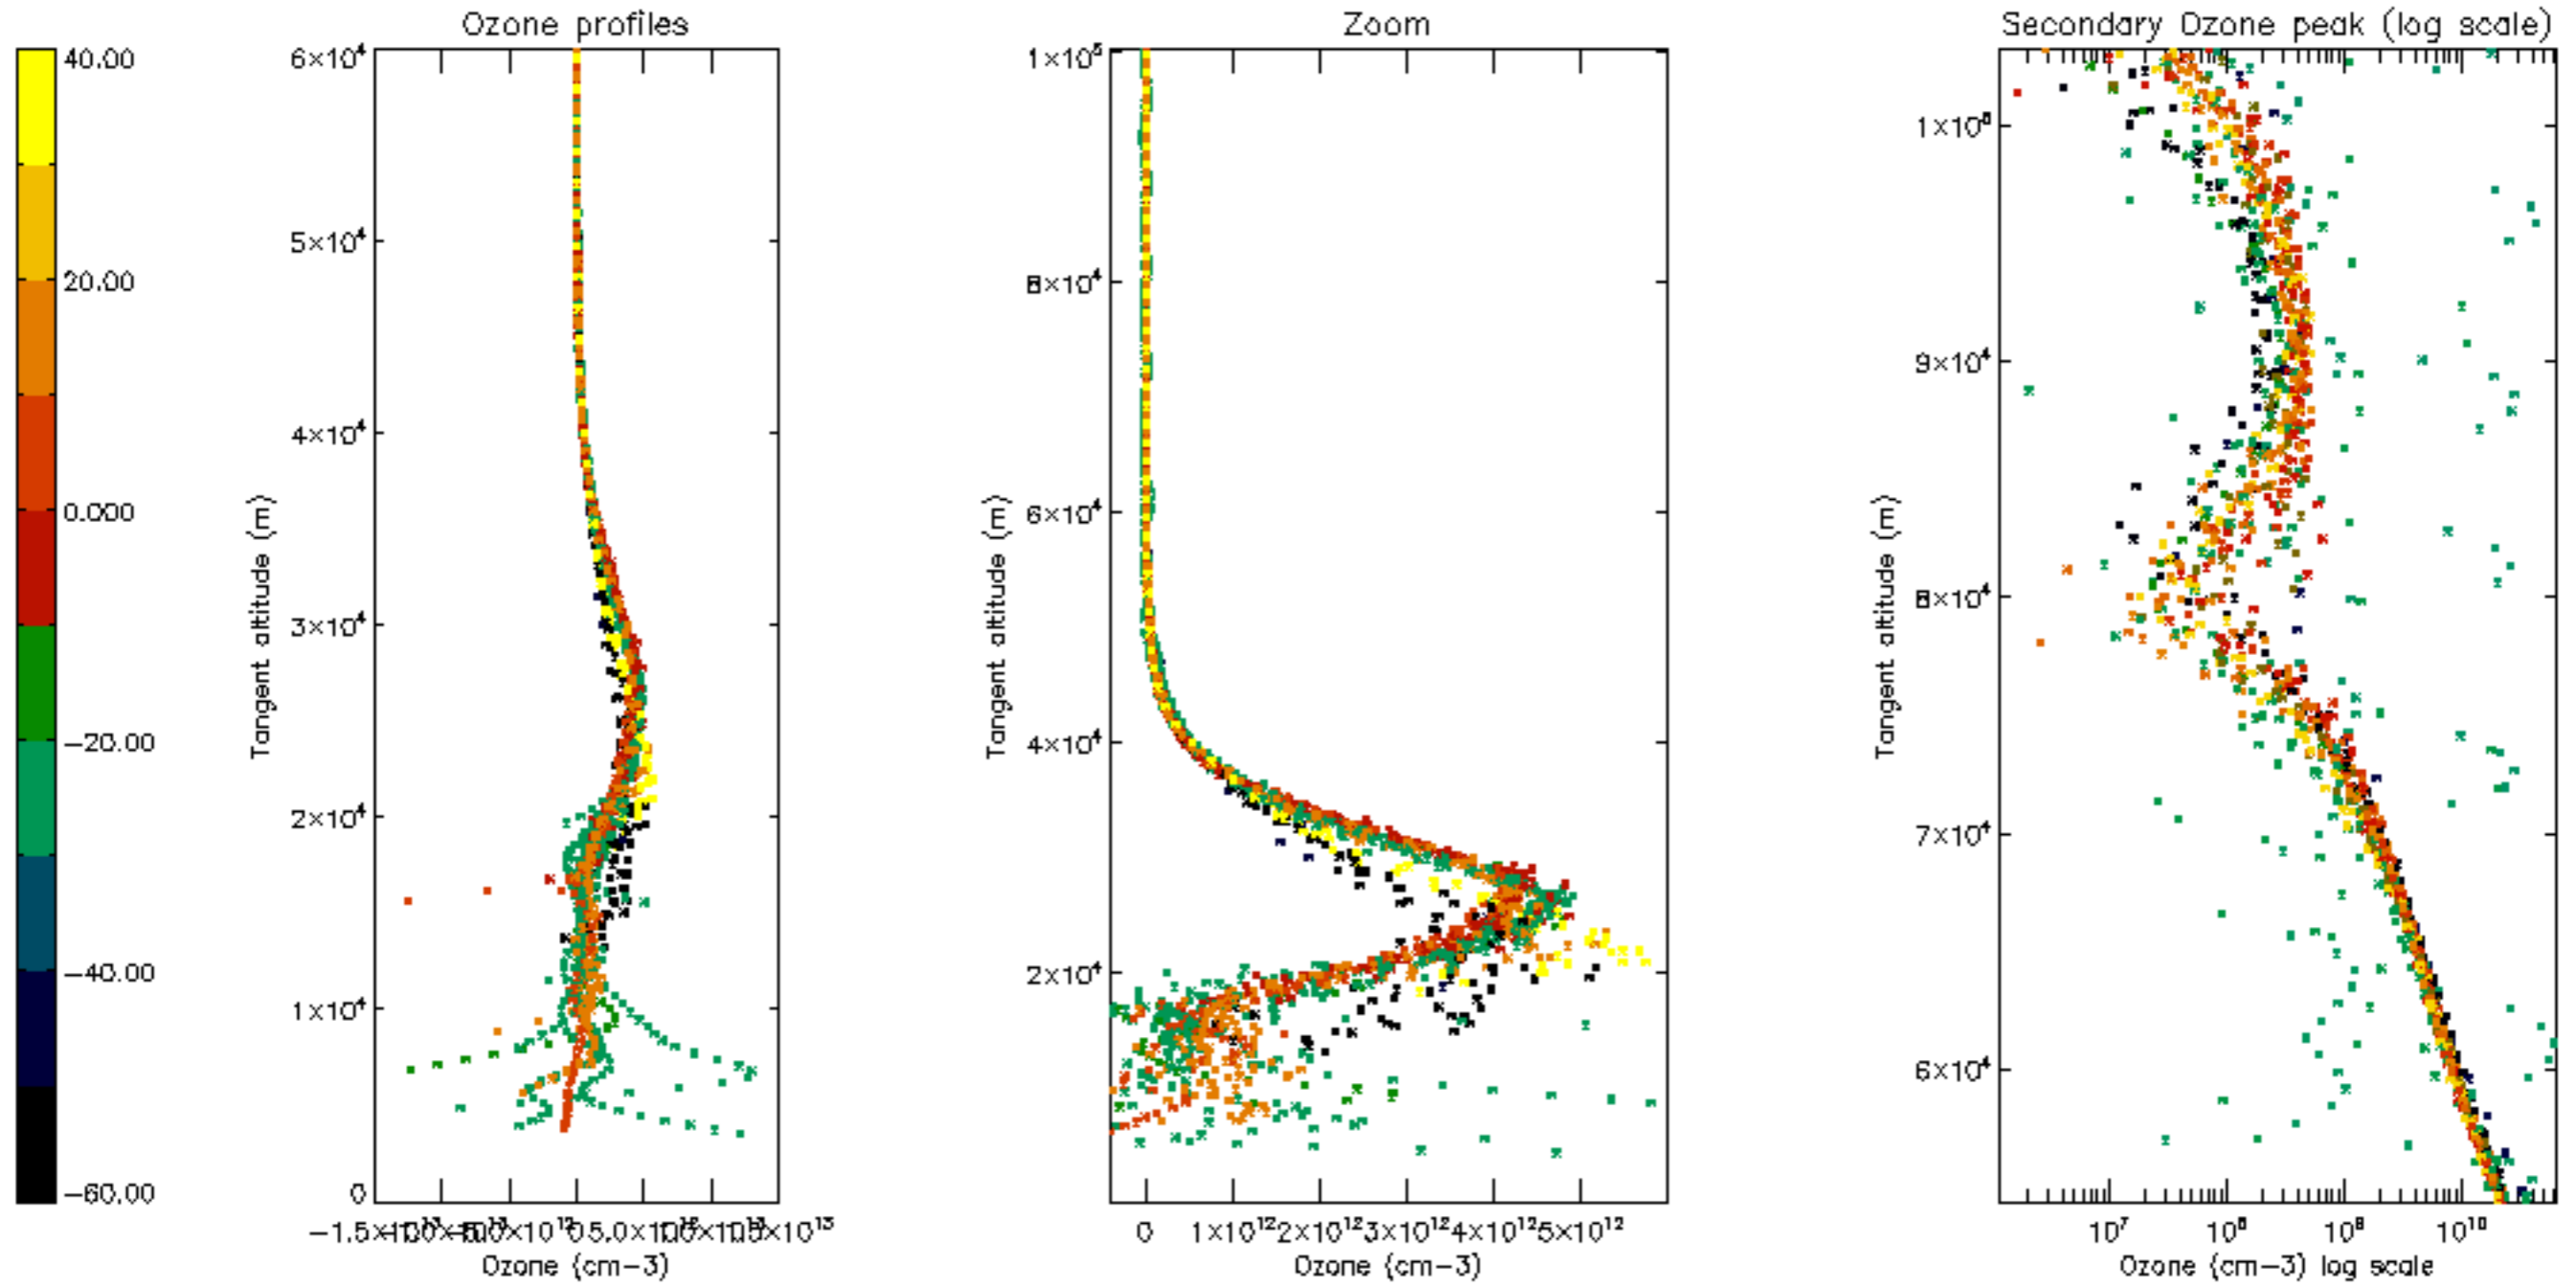 Ozone profiles
Zoom
Secondary Ozone peak (log scale)
40.00
20.00
0.000
−20.00
−40.00
−60.00
Tangent altitude (m)
6×10⁴
5×10⁴
4×10⁴
3×10⁴
2×10⁴
1×10⁴
0
Ozone (cm−3)
Tangent altitude (m)
1×10⁵
8×10⁴
6×10⁴
4×10⁴
2×10⁴
0 1×10¹² 2×10¹² 3×10¹² 4×10¹² 5×10¹²
Ozone (cm−3)
Tangent altitude (m)
1×10⁵
9×10⁴
8×10⁴
7×10⁴
6×10⁴
10⁷ 10⁸ 10⁹ 10¹⁰
Ozone (cm−3) log scale